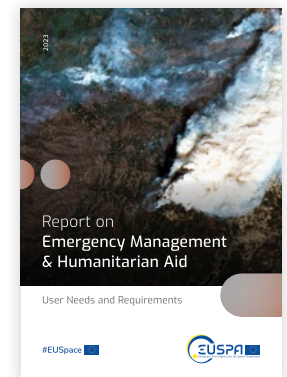 2023
Report on
Emergency Management
& Humanitarian Aid
User Needs and Requirements
#EUSpace
EUSPA